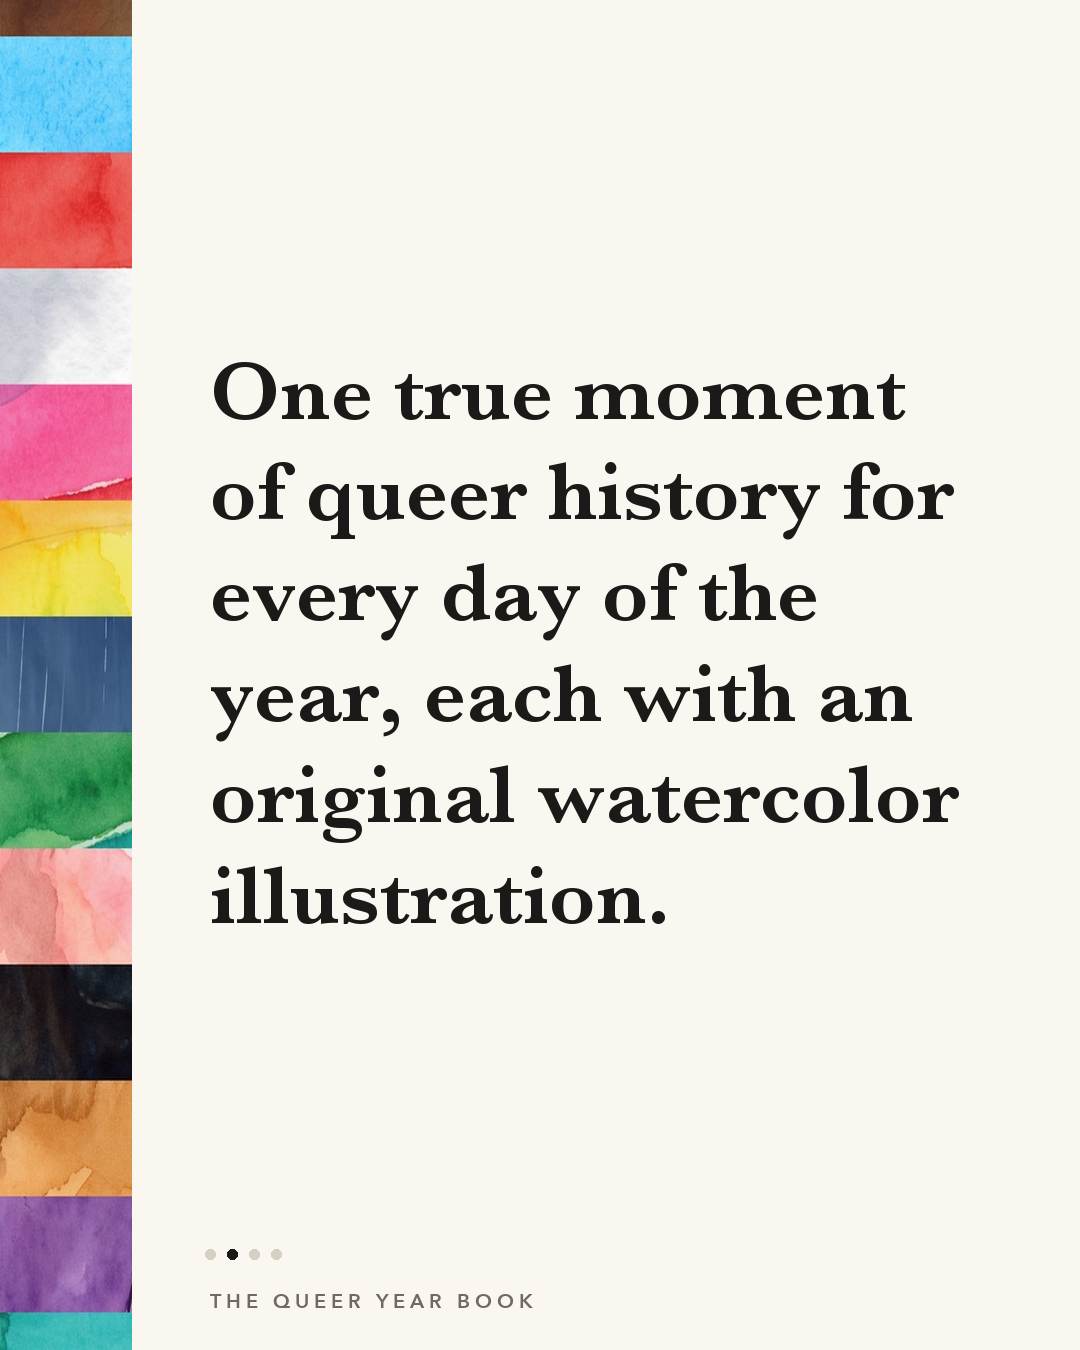 One true moment
of queer history for
every day of the
year, each with an
original watercolor
illustration.
THE QUEER YEAR BOOK